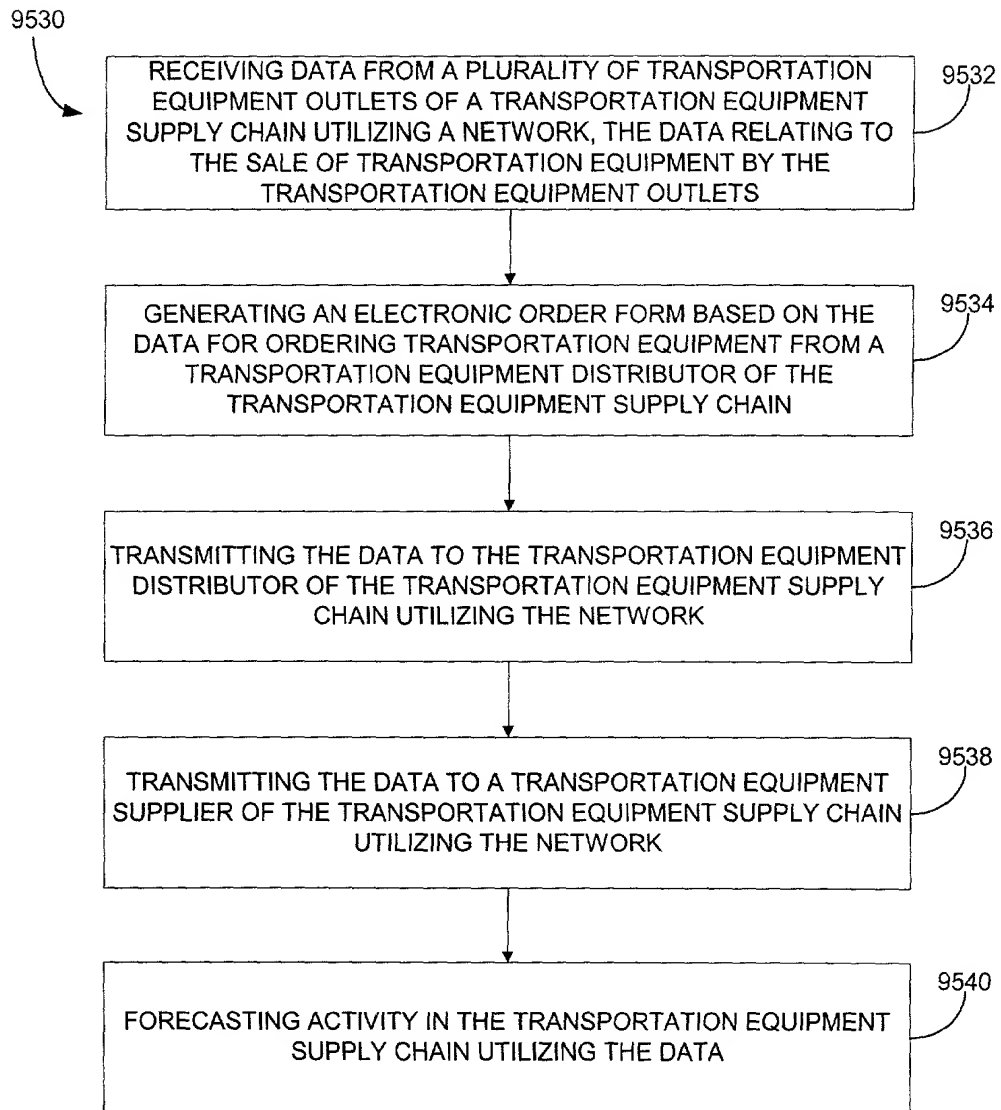 9530
RECEIVING DATA FROM A PLURALITY OF TRANSPORTATION
EQUIPMENT OUTLETS OF A TRANSPORTATION EQUIPMENT
SUPPLY CHAIN UTILIZING A NETWORK, THE DATA RELATING TO
THE SALE OF TRANSPORTATION EQUIPMENT BY THE
TRANSPORTATION EQUIPMENT OUTLETS
9532
GENERATING AN ELECTRONIC ORDER FORM BASED ON THE
DATA FOR ORDERING TRANSPORTATION EQUIPMENT FROM A
TRANSPORTATION EQUIPMENT DISTRIBUTOR OF THE
TRANSPORTATION EQUIPMENT SUPPLY CHAIN
9534
TRANSMITTING THE DATA TO THE TRANSPORTATION EQUIPMENT
DISTRIBUTOR OF THE TRANSPORTATION EQUIPMENT SUPPLY
CHAIN UTILIZING THE NETWORK
9536
TRANSMITTING THE DATA TO A TRANSPORTATION EQUIPMENT
SUPPLIER OF THE TRANSPORTATION EQUIPMENT SUPPLY CHAIN
UTILIZING THE NETWORK
9538
FORECASTING ACTIVITY IN THE TRANSPORTATION EQUIPMENT
SUPPLY CHAIN UTILIZING THE DATA
9540